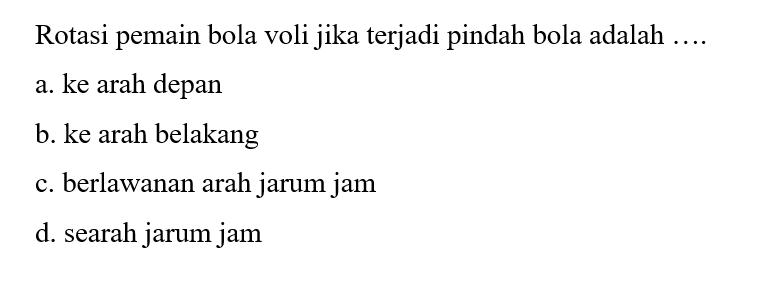 Rotasi pemain bola voli jika terjadi pindah bola adalah ….
a. ke arah depan
b. ke arah belakang
c. berlawanan arah jarum jam
d. searah jarum jam